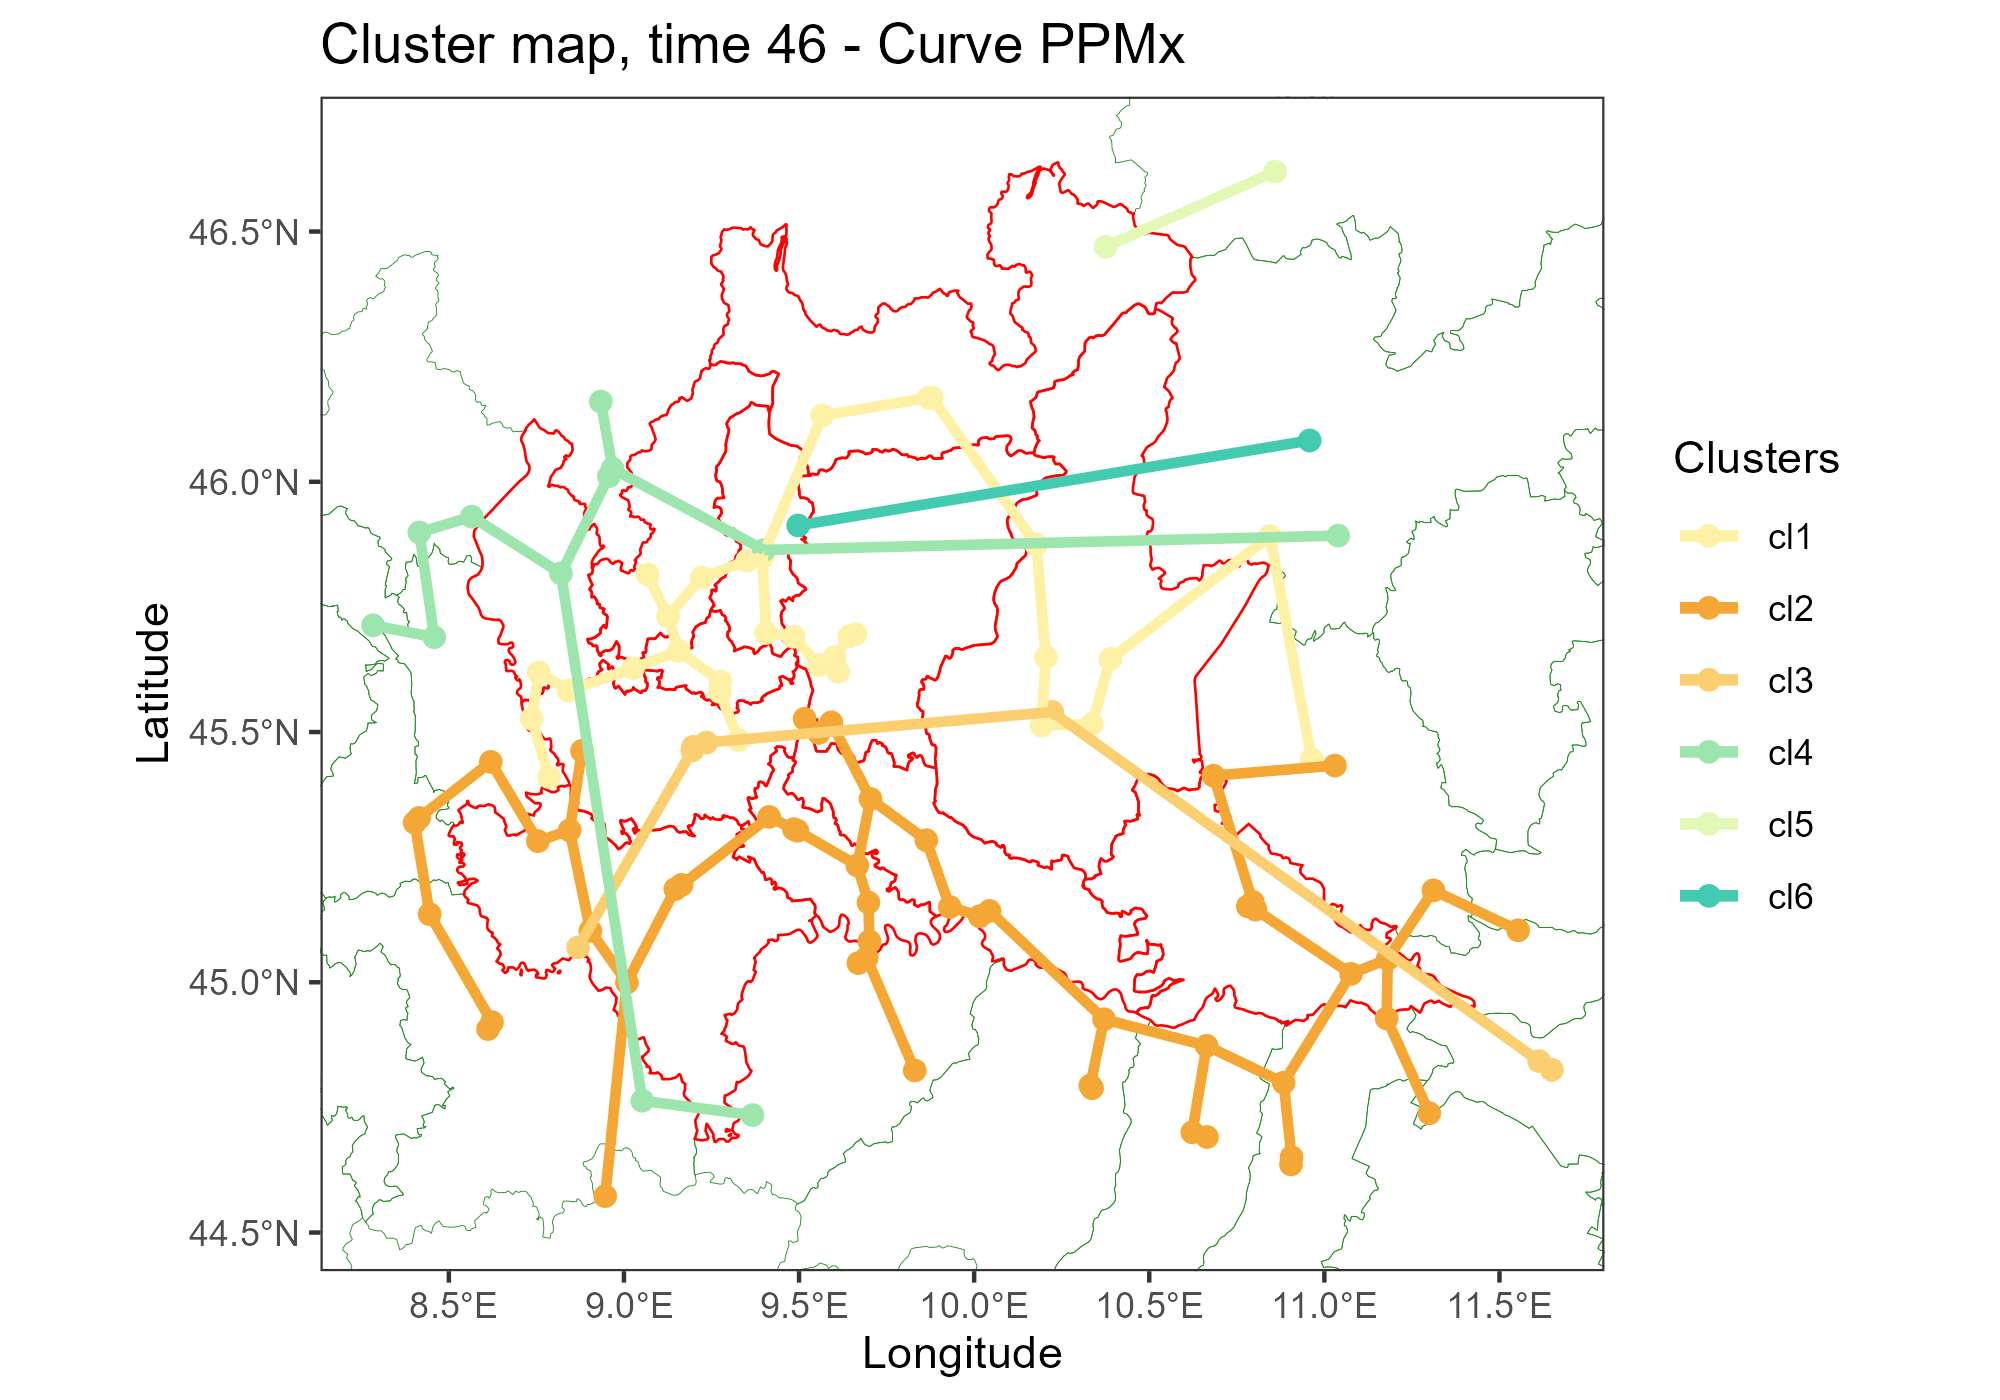 Cluster map, time 46 - Curve PPMx
46.5°N
46.0°N
45.5°N
45.0°N
44.5°N
Latitude
8.5°E 9.0°E 9.5°E 10.0°E 10.5°E 11.0°E 11.5°E
Longitude
Clusters
cl1
cl2
cl3
cl4
cl5
cl6